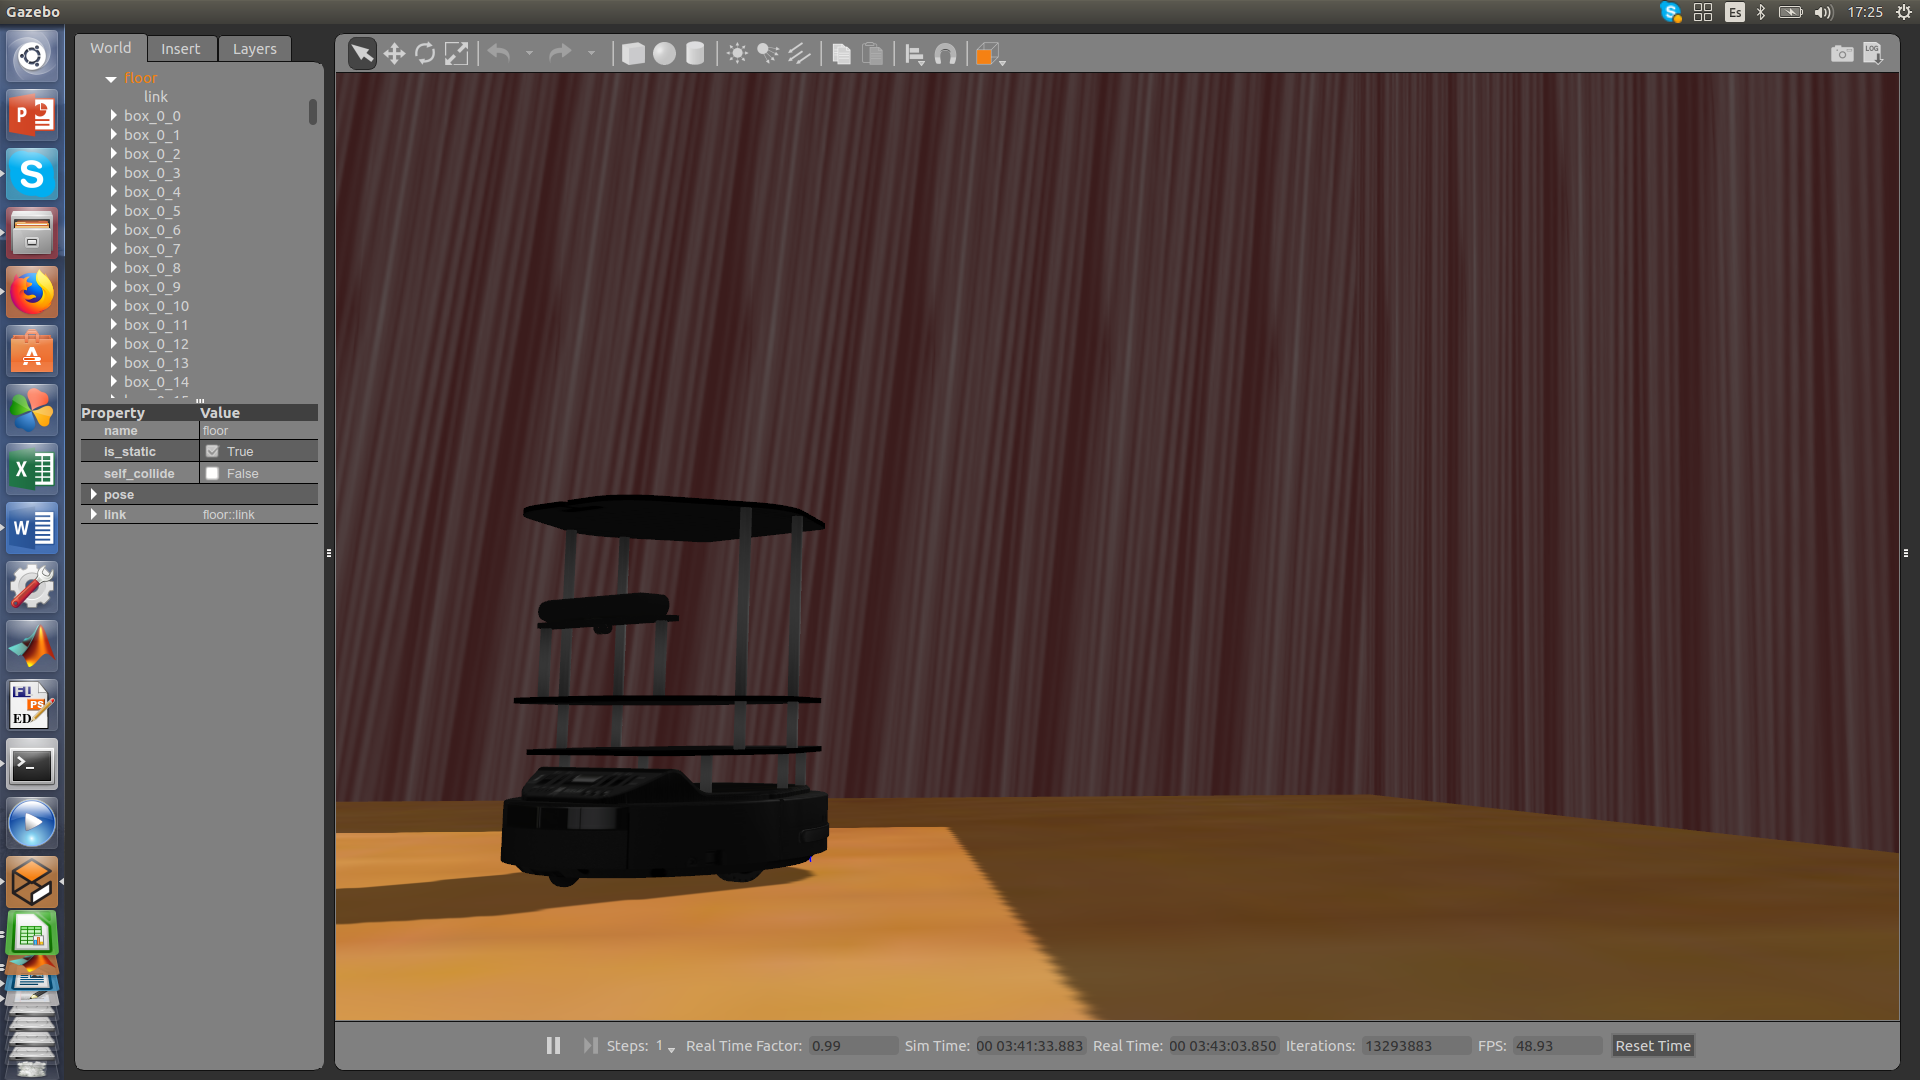 Gazebo
Es
17:25
World
Insert
Layers
floor
link
box_0_0
box_0_1
box_0_2
box_0_3
box_0_4
box_0_5
box_0_6
box_0_7
box_0_8
box_0_9
box_0_10
box_0_11
box_0_12
box_0_13
box_0_14
Property Value
name floor
is_static True
self_collide False
pose
link floor::link
LOG
Steps: 1 Real Time Factor: 0.99 Sim Time: 00 03:41:33.883 Real Time: 00 03:43:03.850 Iterations: 13293883 FPS: 48.93 Reset Time